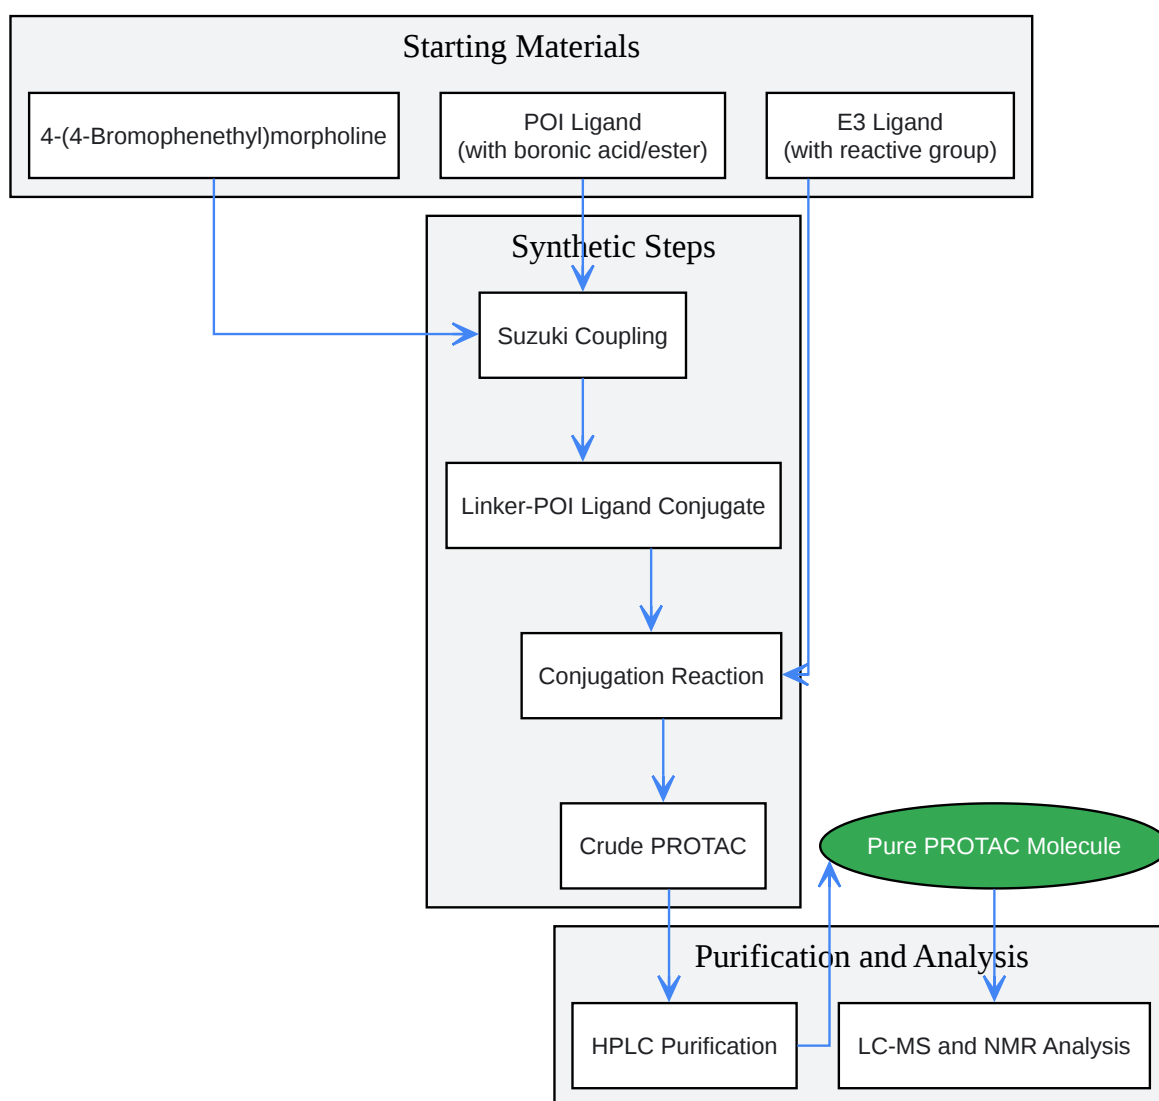 Starting Materials
4-(4-Bromophenethyl)morpholine
POI Ligand
(with boronic acid/ester)
E3 Ligand
(with reactive group)
Synthetic Steps
Suzuki Coupling
Linker-POI Ligand Conjugate
Conjugation Reaction
Crude PROTAC
Pure PROTAC Molecule
Purification and Analysis
HPLC Purification
LC-MS and NMR Analysis